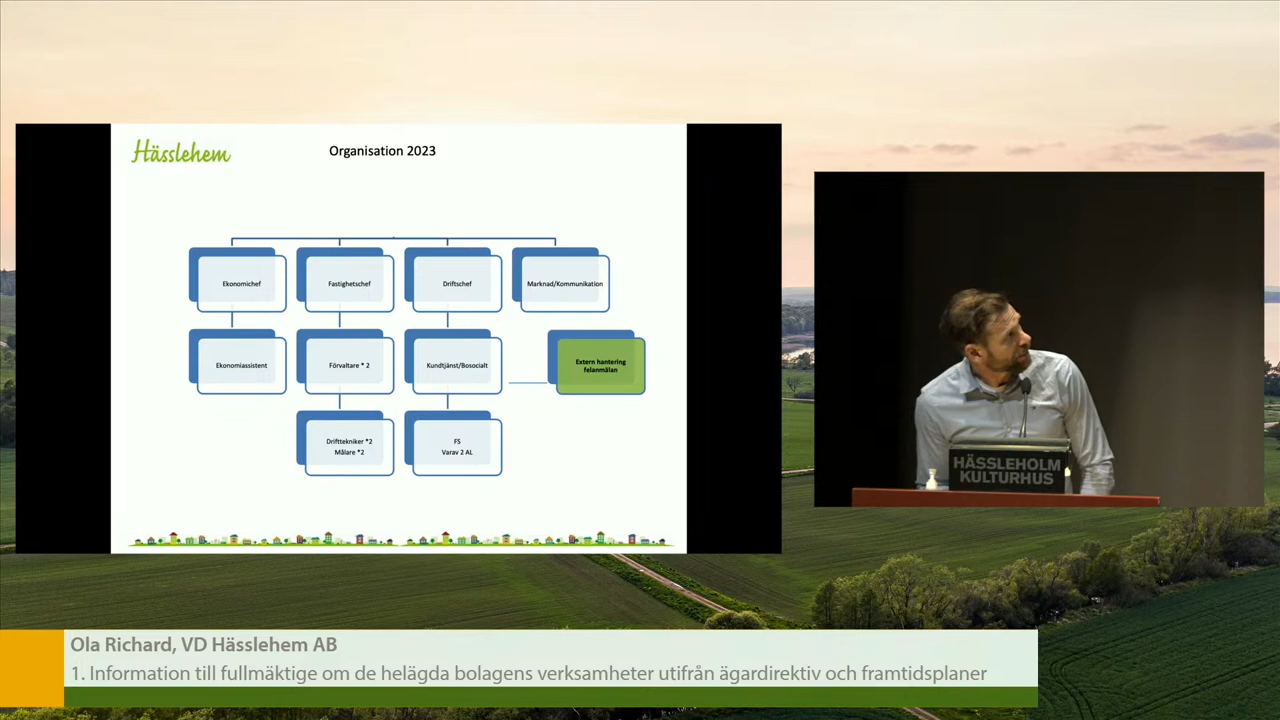 Hässlehem
Organisation 2023
Ekonomichef
Fastighetschef
Driftschef
Marknad/Kommunikation
Ekonomiassistent
Förvaltare * 2
Kundtjänst/Bosocialt
Extern hantering
felanmälan
Drifttekniker *2
Målare *2
FS
Varav 2 AL
HÄSSLEHOLM
KULTURHUS
Ola Richard, VD Hässlehem AB
1. Information till fullmäktige om de helägda bolagens verksamheter utifrån ägardirektiv och framtidsplaner